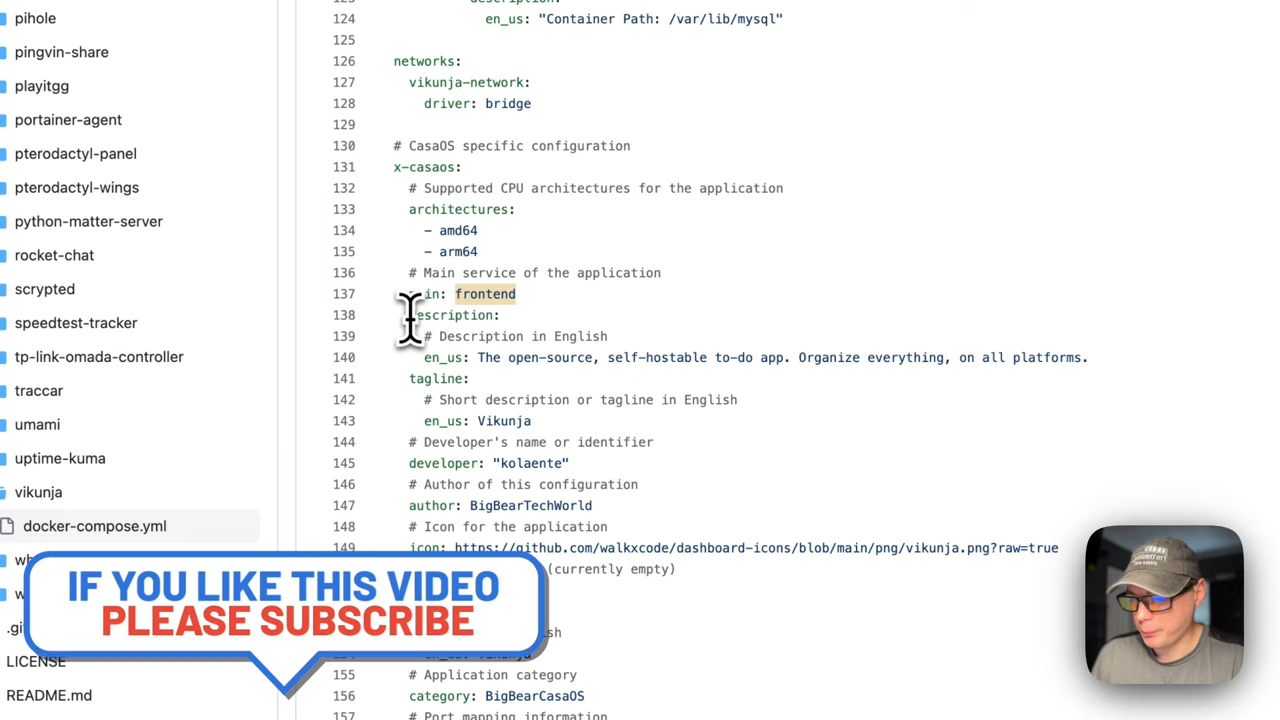 pihole
pingvin-share
playitgg
portainer-agent
pterodactyl-panel
pterodactyl-wings
python-matter-server
rocket-chat
scrypted
speedtest-tracker
tp-link-omada-controller
traccar
umami
uptime-kuma
vikunja
docker-compose.yml
LICENSE
README.md
124 en_us: "Container Path: /var/lib/mysql"
125
126 networks:
127 vikunja-network:
128 driver: bridge
129
130 # CasaOS specific configuration
131 x-casaos:
132 # Supported CPU architectures for the application
133 architectures:
134 - amd64
135 - arm64
136 # Main service of the application
137 in: frontend
138 description:
139 # Description in English
140 en_us: The open-source, self-hostable to-do app. Organize everything, on all platforms.
141 tagline:
142 # Short description or tagline in English
143 en_us: Vikunja
144 # Developer's name or identifier
145 developer: "kolaente"
146 # Author of this configuration
147 author: BigBearTechWorld
148 # Icon for the application
149 icon: https://github.com/walkxcode/dashboard-icons/blob/main/png/vikunja.png?raw=true
(currently empty)
155 # Application category
156 category: BigBearCasaOS
157 # Port mapping information
IF YOU LIKE THIS VIDEO
PLEASE SUBSCRIBE